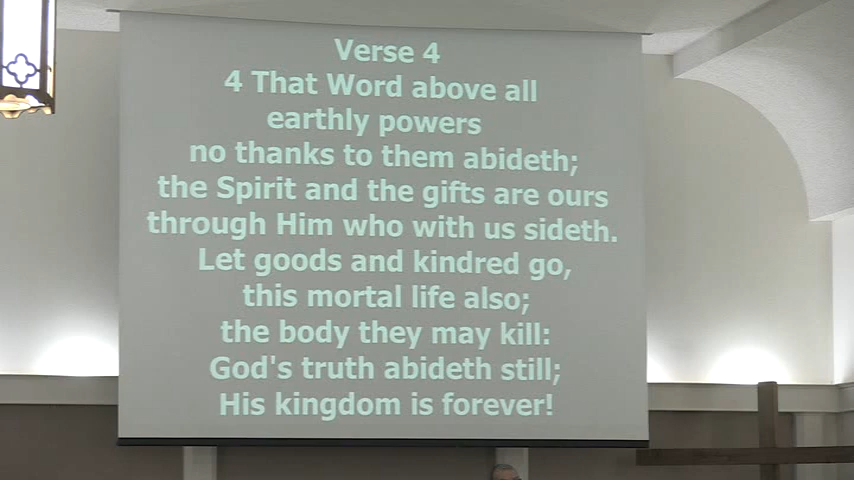 Verse 4
4 That Word above all
earthly powers
no thanks to them abideth;
the Spirit and the gifts are ours
through Him who with us sideth.
Let goods and kindred go,
this mortal life also;
the body they may kill:
God's truth abideth still;
His kingdom is forever!